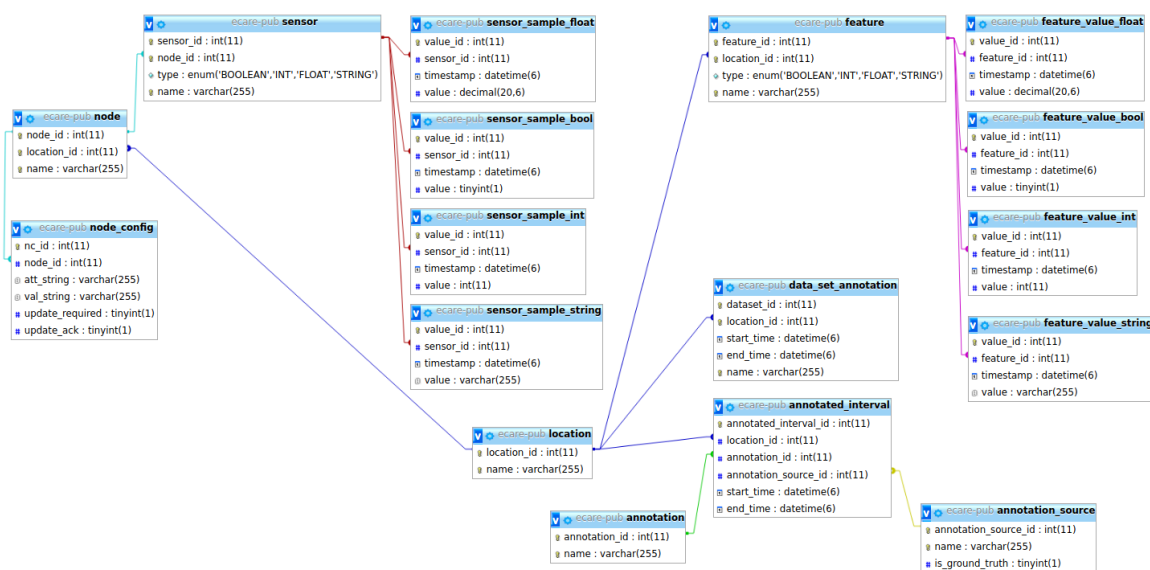 ecare-pub sensor
sensor_id : int(11)
node_id : int(11)
type : enum('BOOLEAN','INT','FLOAT','STRING')
name : varchar(255)
ecare-pub sensor_sample_float
value_id : int(11)
sensor_id : int(11)
timestamp : datetime(6)
value : decimal(20,6)
ecare-pub feature
feature_id : int(11)
location_id : int(11)
type : enum('BOOLEAN','INT','FLOAT','STRING')
name : varchar(255)
ecare-pub feature_value_float
value_id : int(11)
feature_id : int(11)
timestamp : datetime(6)
value : decimal(20,6)
ecare-pub node
node_id : int(11)
location_id : int(11)
name : varchar(255)
ecare-pub sensor_sample_bool
value_id : int(11)
sensor_id : int(11)
timestamp : datetime(6)
value : tinyint(1)
ecare-pub feature_value_bool
value_id : int(11)
feature_id : int(11)
timestamp : datetime(6)
value : tinyint(1)
ecare-pub node_config
nc_id : int(11)
node_id : int(11)
att_string : varchar(255)
val_string : varchar(255)
update_required : tinyint(1)
update_ack : tinyint(1)
ecare-pub sensor_sample_int
value_id : int(11)
sensor_id : int(11)
timestamp : datetime(6)
value : int(11)
ecare-pub feature_value_int
value_id : int(11)
feature_id : int(11)
timestamp : datetime(6)
value : int(11)
ecare-pub sensor_sample_string
value_id : int(11)
sensor_id : int(11)
timestamp : datetime(6)
value : varchar(255)
ecare-pub data_set_annotation
dataset_id : int(11)
location_id : int(11)
start_time : datetime(6)
end_time : datetime(6)
name : varchar(255)
ecare-pub feature_value_string
value_id : int(11)
feature_id : int(11)
timestamp : datetime(6)
value : varchar(255)
ecare-pub location
location_id : int(11)
name : varchar(255)
ecare-pub annotated_interval
annotated_interval_id : int(11)
location_id : int(11)
annotation_id : int(11)
annotation_source_id : int(11)
start_time : datetime(6)
end_time : datetime(6)
ecare-pub annotation
annotation_id : int(11)
name : varchar(255)
ecare-pub annotation_source
annotation_source_id : int(11)
name : varchar(255)
is_ground_truth : tinyint(1)